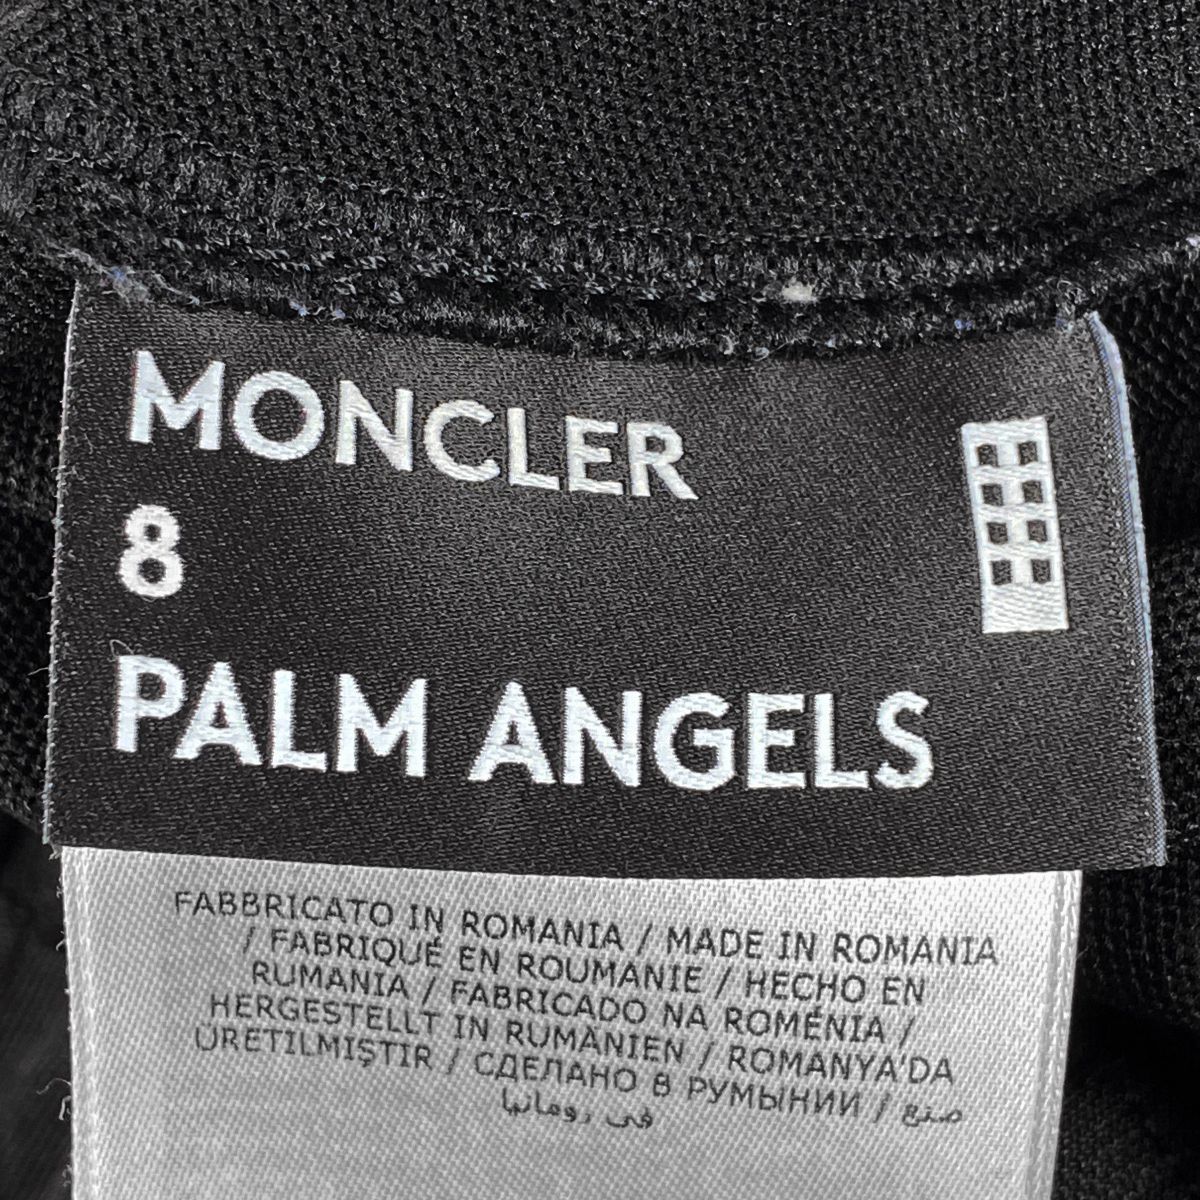 MONCLER
8
PALM ANGELS
FABBRICATO IN ROMANIA / MADE IN ROMANIA
/ FABRIQUÉ EN ROUMANIE / HECHO EN
RUMANIA / FABRICADO NA ROMÉNIA /
HERGESTELLT IN RUMÀNIEN / ROMANYA'DA
ÜRETILMIŞTIR / СДЕЛАНО В РУМЫНИИ / صنع
في رومانيا